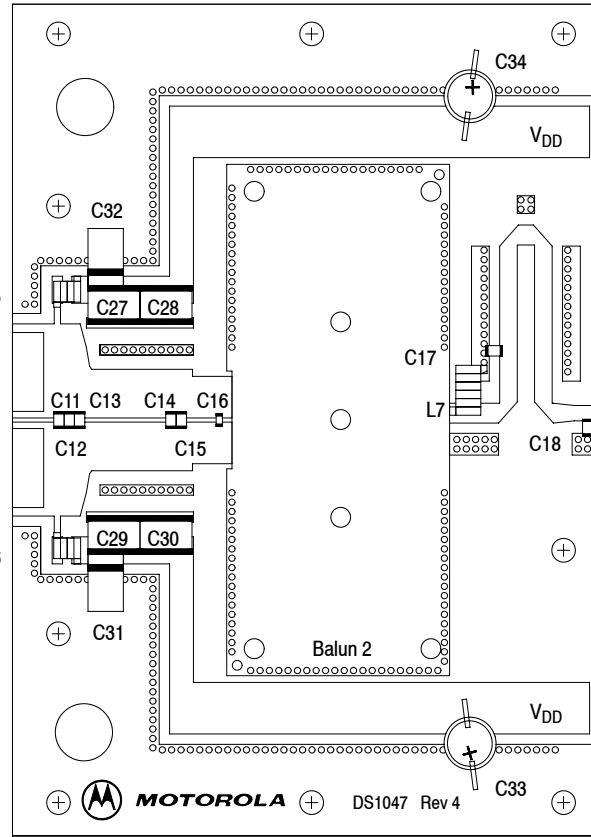 C34
VDD
C32
C27 C28
C17
C11 C13 C14 C16
L7
C12 C15 C18
C29 C30
C31
Balun 2
VDD
C33
MOTOROLA DS1047 Rev 4